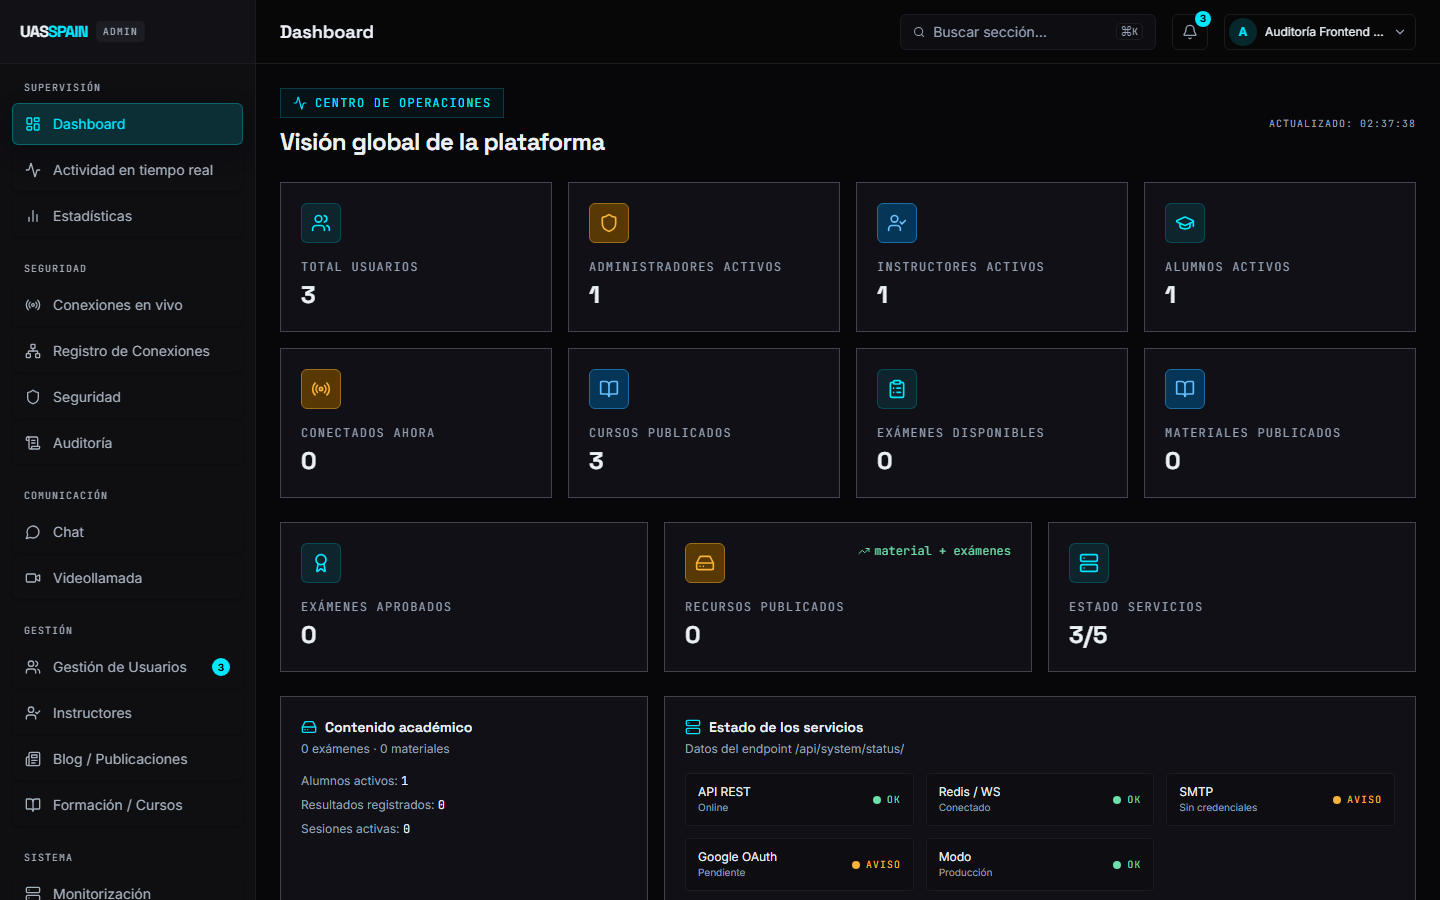 UASSPAIN ADMIN
SUPERVISIÓN
Dashboard
Actividad en tiempo real
Estadísticas
SEGURIDAD
Conexiones en vivo
Registro de Conexiones
Seguridad
Auditoría
COMUNICACIÓN
Chat
Videollamada
GESTIÓN
Gestión de Usuarios 3
Instructores
Blog / Publicaciones
Formación / Cursos
SISTEMA
Monitorización
Dashboard
Buscar sección... ⌘K
3
A Auditoría Frontend ...
CENTRO DE OPERACIONES
Visión global de la plataforma
ACTUALIZADO: 02:37:38
TOTAL USUARIOS
3
ADMINISTRADORES ACTIVOS
1
INSTRUCTORES ACTIVOS
1
ALUMNOS ACTIVOS
1
CONECTADOS AHORA
0
CURSOS PUBLICADOS
3
EXÁMENES DISPONIBLES
0
MATERIALES PUBLICADOS
0
EXÁMENES APROBADOS
0
material + exámenes
RECURSOS PUBLICADOS
0
ESTADO SERVICIOS
3/5
Contenido académico
0 exámenes · 0 materiales
Alumnos activos: 1
Resultados registrados: 0
Sesiones activas: 0
Estado de los servicios
Datos del endpoint /api/system/status/
API REST
Online
OK
Redis / WS
Conectado
OK
SMTP
Sin credenciales
AVISO
Google OAuth
Pendiente
AVISO
Modo
Producción
OK